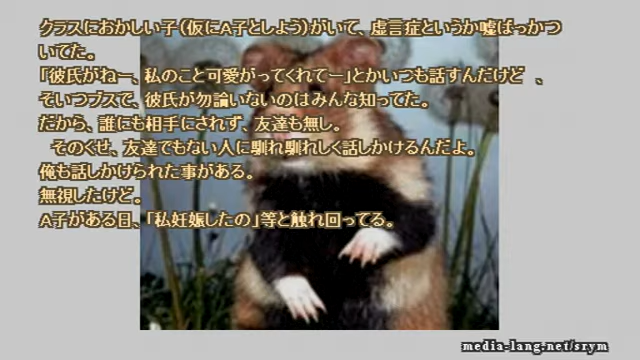 クラスにおかしい子（仮にA子としよう）がいて、虚言症というか嘘ばっかつ
いてた。
「彼氏がねー、私のこと可愛がってくれてー」とかいつも話すんだけど　、
そいつブスで、彼氏が勿論いないのはみんな知ってた。
だから、誰にも相手にされず、友達も無し。
　そのくせ、友達でもない人に馴れ馴れしく話しかけるんだよ。
俺も話しかけられた事がある。
無視したけど。
A子がある日、「私妊娠したの」等と触れ回ってる。
media-lang.net/srym